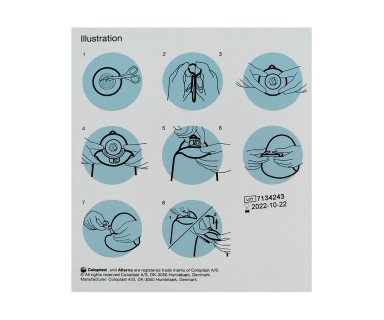 Illustration
1 2 3
4 5 6
LOT 7134243
2022-10-22
7 8
Coloplast and Alterna are registered trade marks of Coloplast A/S.
© All rights reserved Coloplast A/S, DK-3050 Humlebæk, Denmark.
Manufacturer: Coloplast A/S, DK-3050 Humlebæk, Denmark.